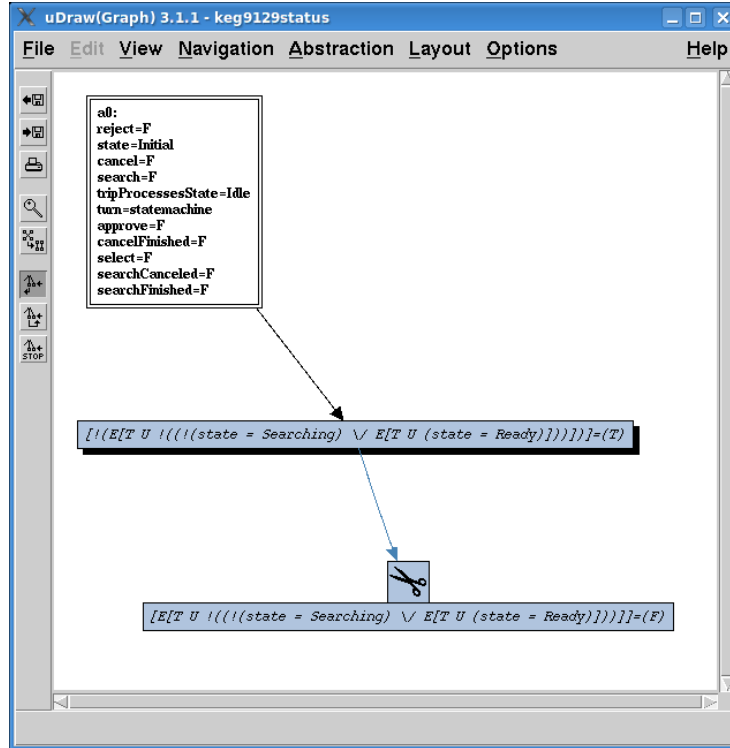 uDraw(Graph) 3.1.1 - keg9129status
File Edit View Navigation Abstraction Layout Options Help
a0:
reject=F
state=Initial
cancel=F
search=F
tripProcessesState=Idle
turn=statemachine
approve=F
cancelFinished=F
select=F
searchCanceled=F
searchFinished=F
[!(E[T U !((!(state = Searching) \/ E[T U (state = Ready)]))])]=(T)
[E[T U !((!(state = Searching) \/ E[T U (state = Ready)]))]]=(F)
STOP